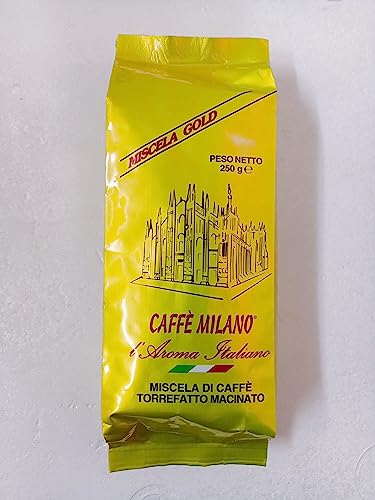 MISCELA GOLD
PESO NETTO
250 g ℮
CAFFÈ MILANO®
l'Aroma Italiano
MISCELA DI CAFFÈ
TORREFATTO MACINATO